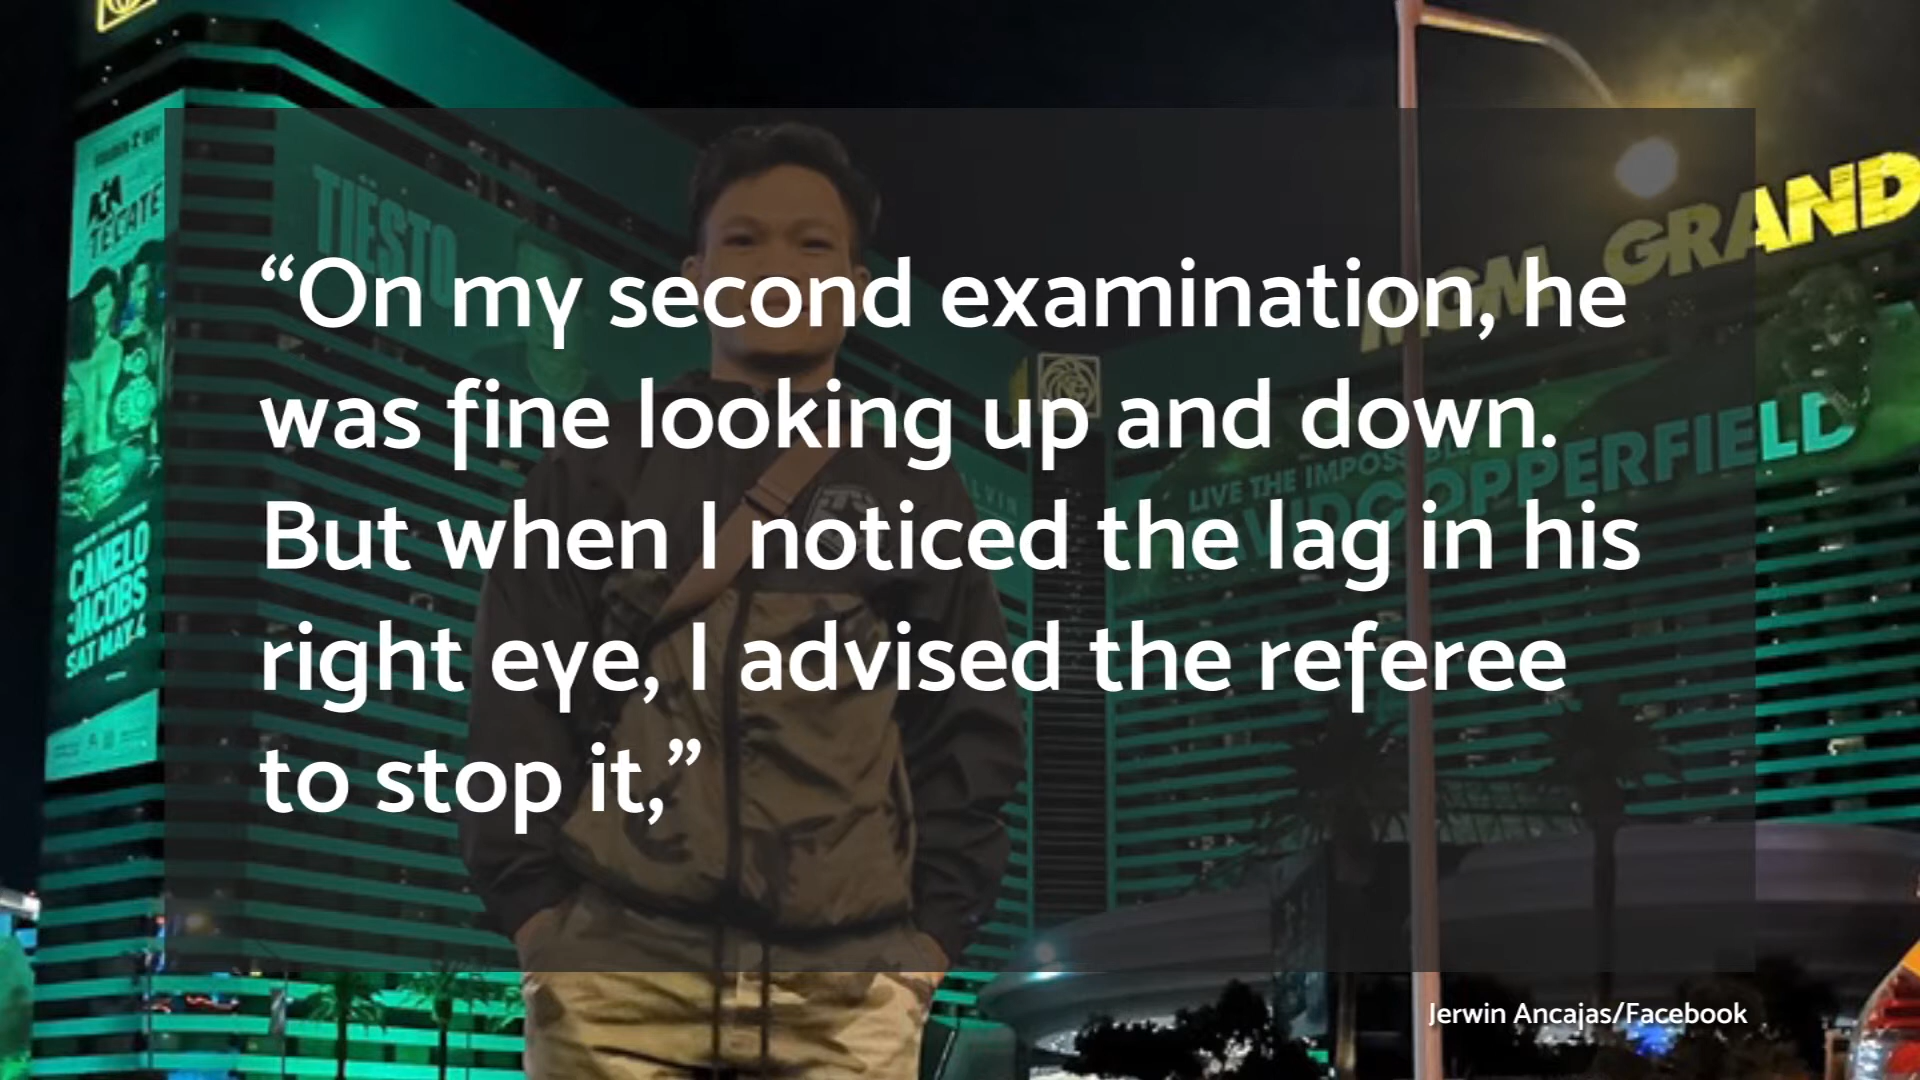 “On my second examination, he
was fine looking up and down.
But when I noticed the lag in his
right eye, I advised the referee
to stop it,”
TIËSTO
TECATE
CANELO
JACOBS
SAT MAY 4
MGM GRAND
LIVE THE IMPOSSIBLE
COPPERFIELD
Jerwin Ancajas/Facebook